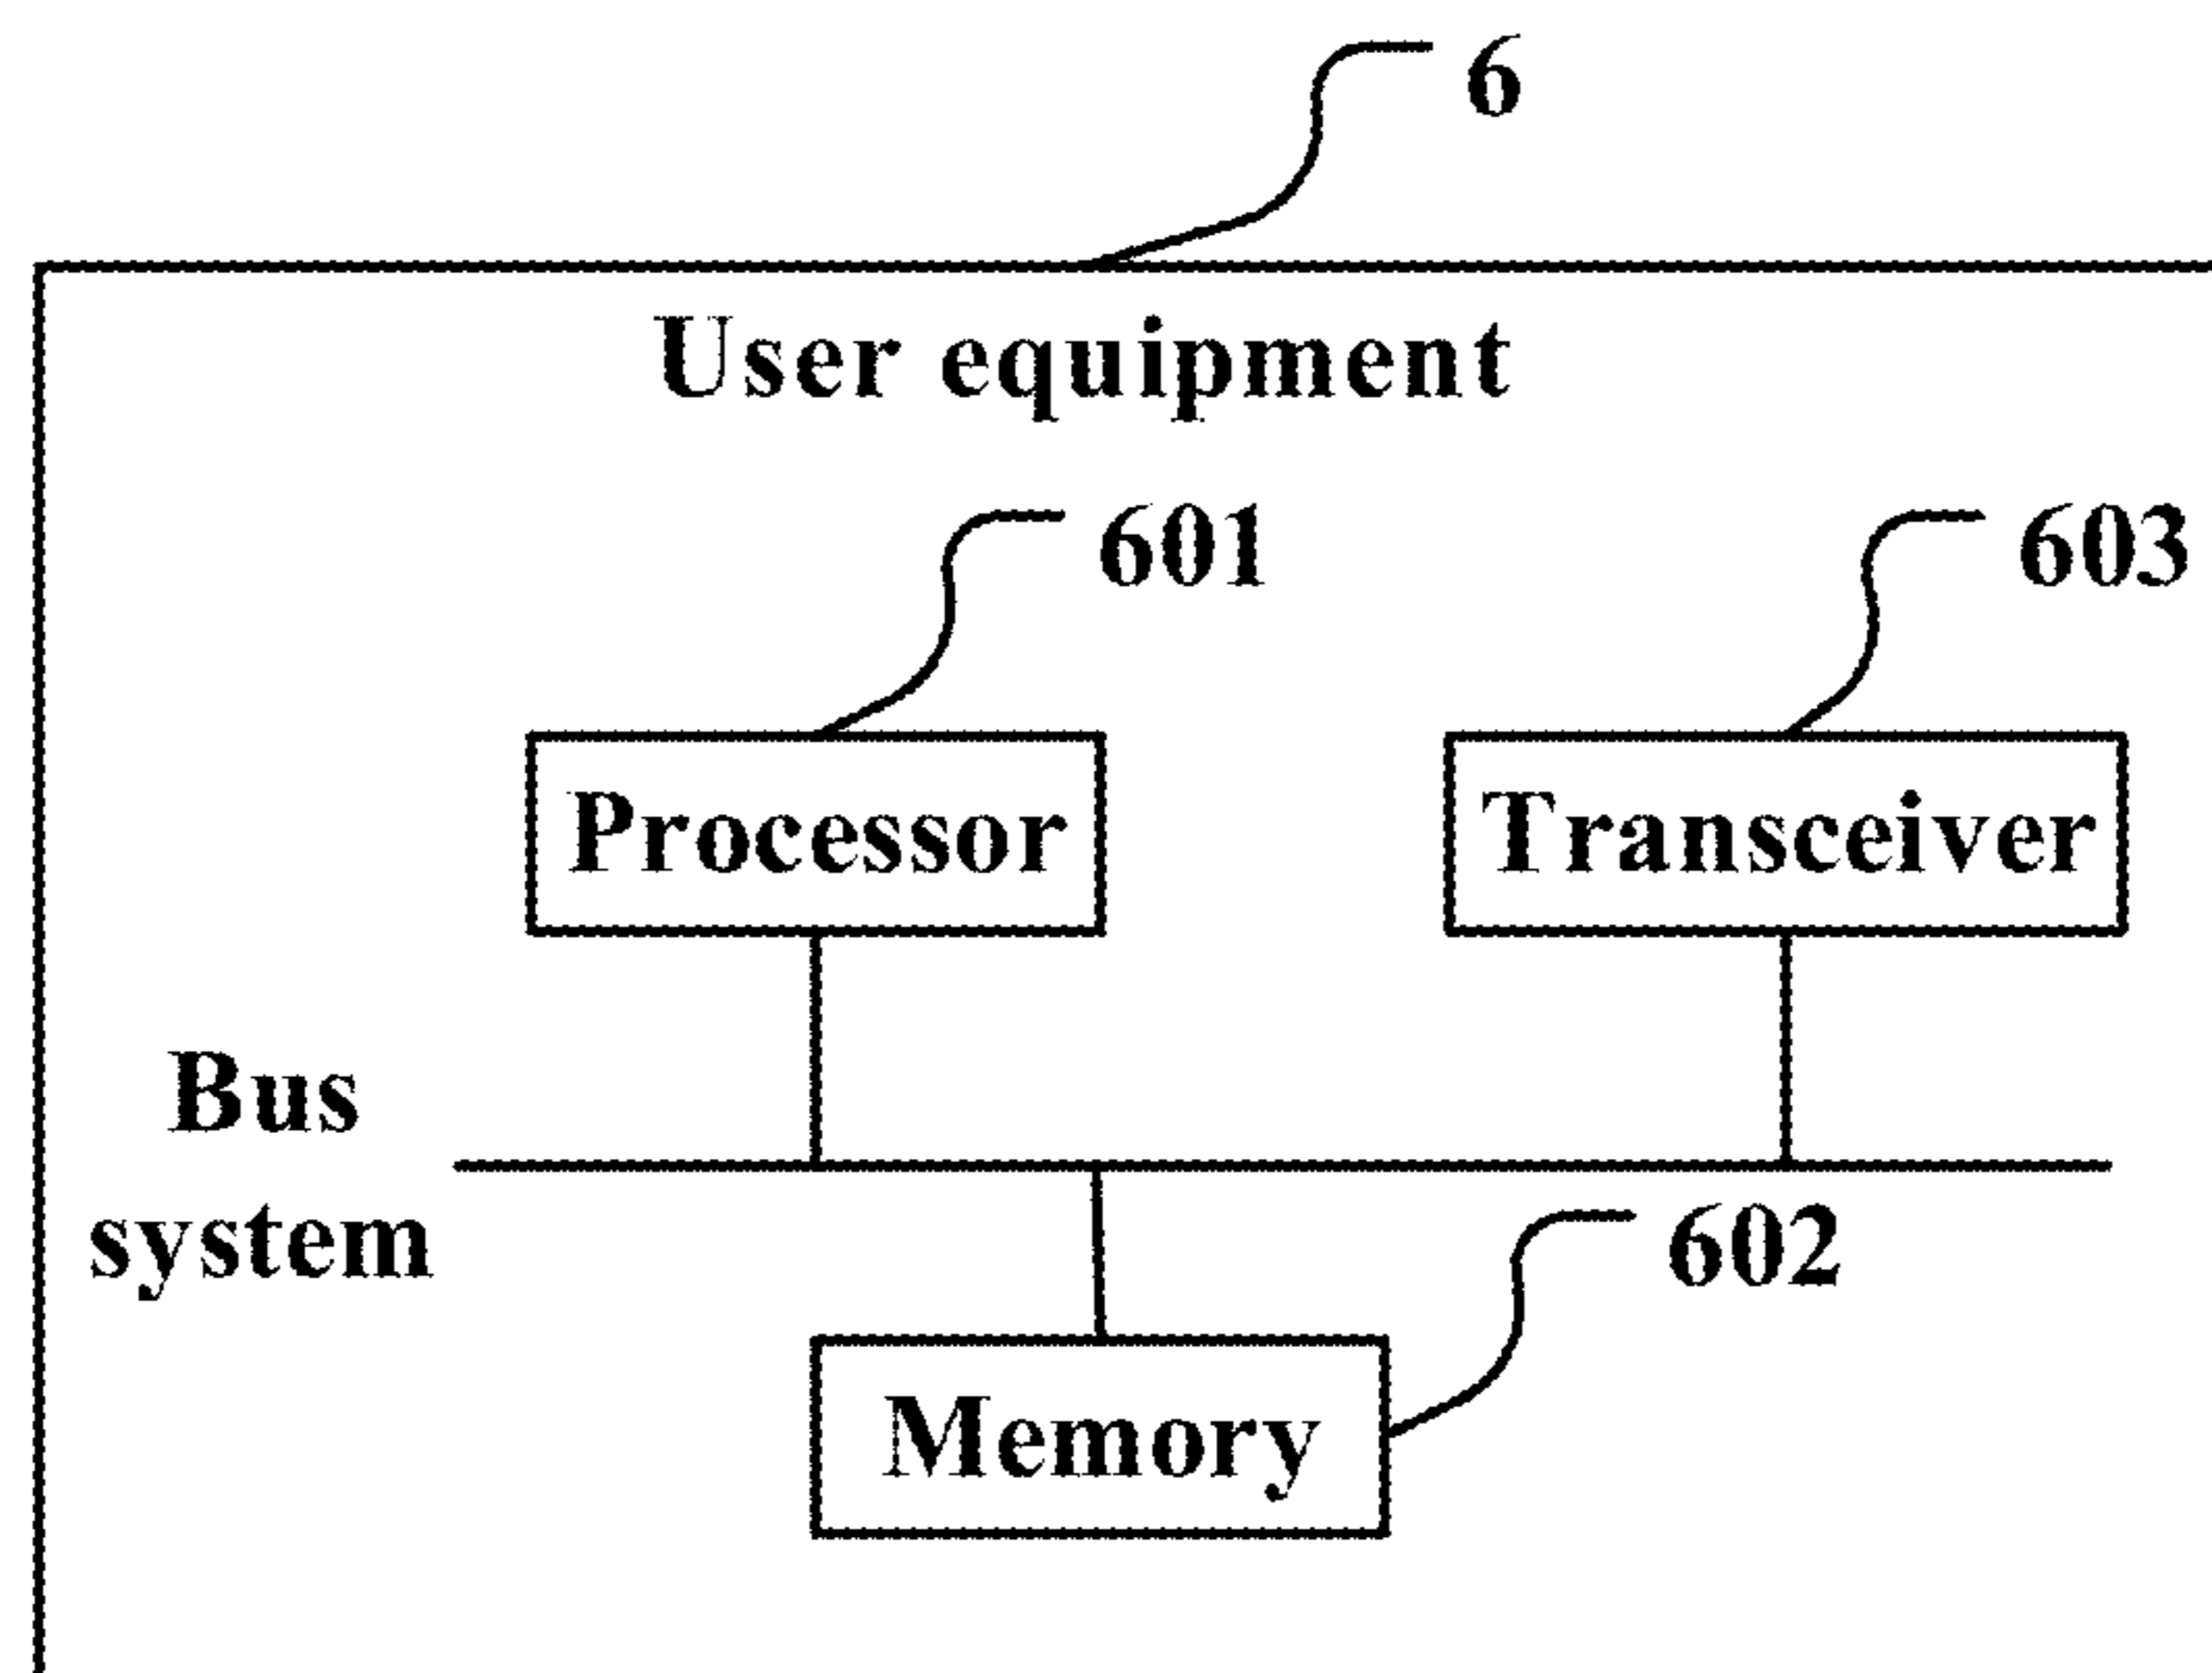 6
User equipment
601
603
Processor
Transceiver
Bus
system
602
Memory